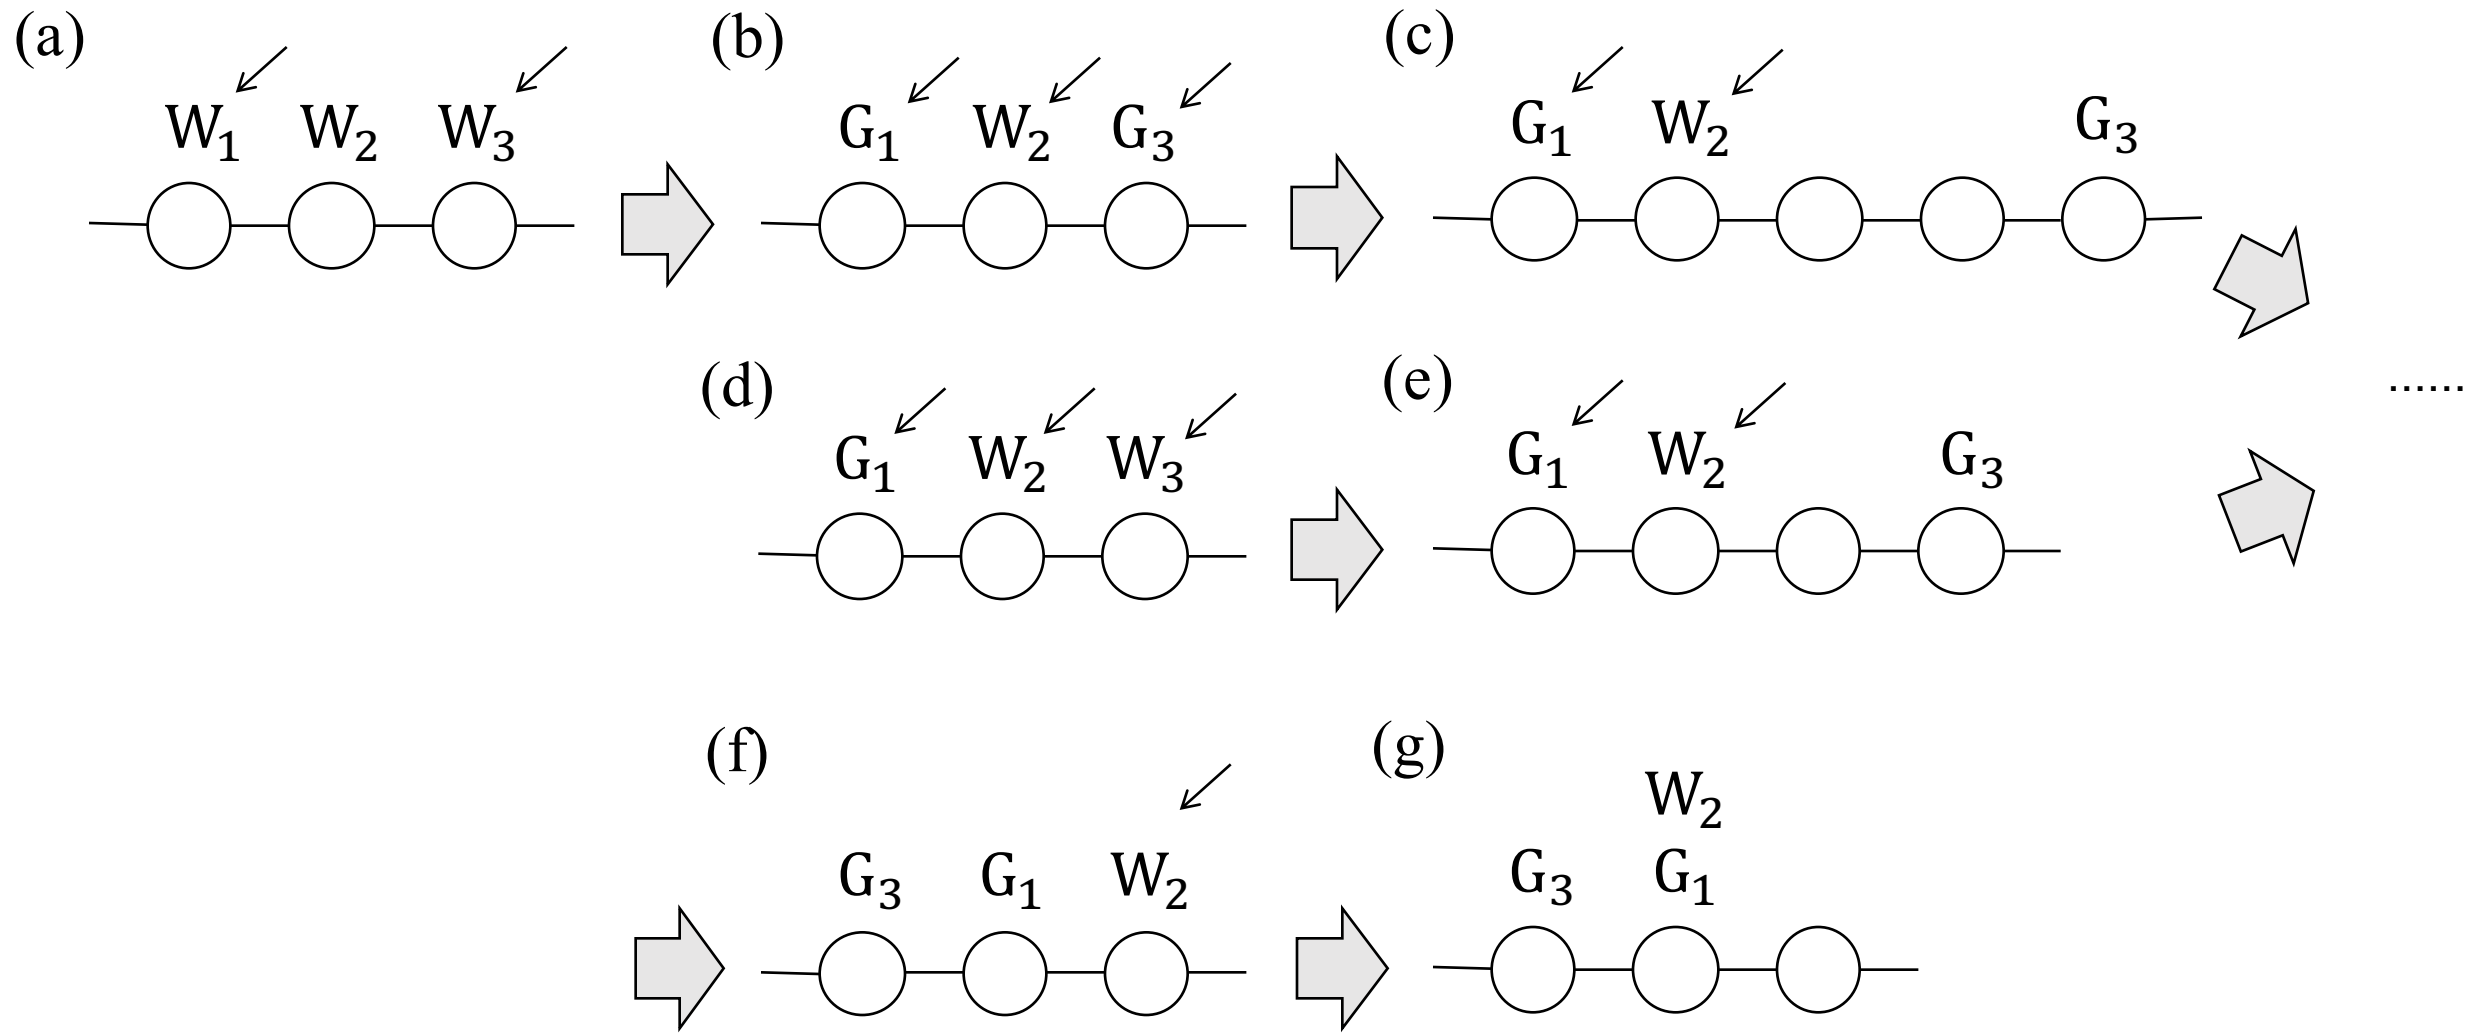 (a)
W₁ W₂ W₃
(b)
G₁ W₂ G₃
(c)
G₁ W₂ G₃
(d)
G₁ W₂ W₃
(e)
G₁ W₂ G₃
......
(f)
G₃ G₁ W₂
(g)
W₂
G₃ G₁